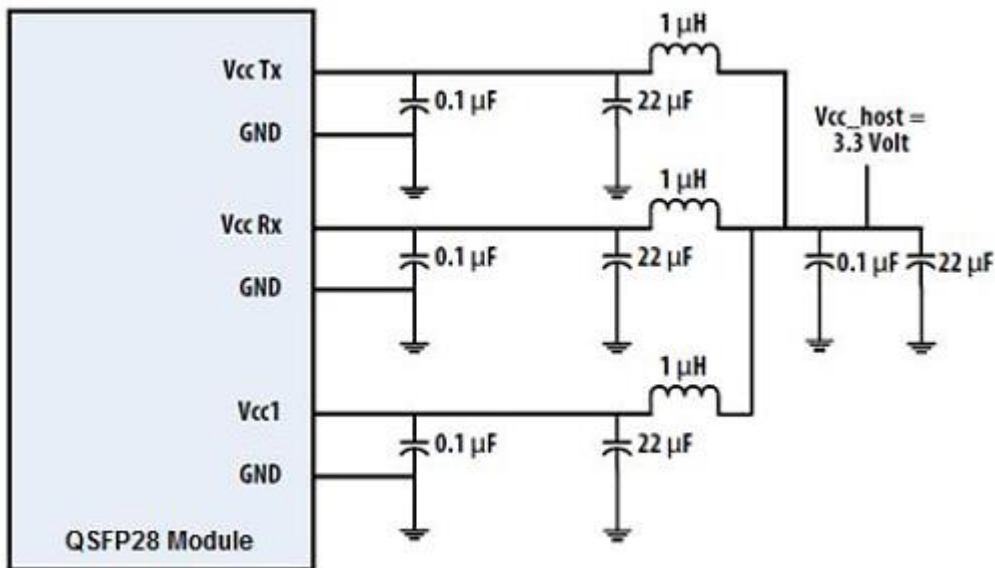 1 μH
Vcc Tx
0.1 μF
22 μF
GND
Vcc_host =
3.3 Volt
1 μH
Vcc Rx
0.1 μF
22 μF
0.1 μF
22 μF
GND
1 μH
Vcc1
0.1 μF
22 μF
GND
QSFP28 Module